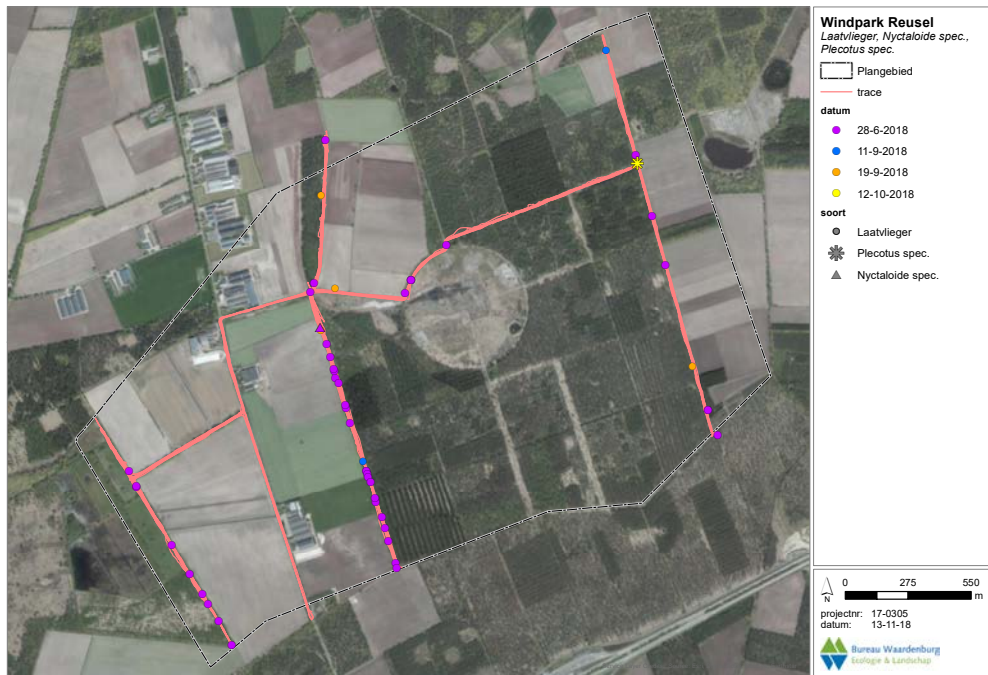 Windpark Reusel
Laatvlieger, Nyctaloide spec.,
Plecotus spec.
Plangebied
trace
datum
28-6-2018
11-9-2018
19-9-2018
12-10-2018
soort
Laatvlieger
Plecotus spec.
Nyctaloide spec.
0 275 550
m
N
projectnr: 17-0305
datum: 13-11-18
Bureau Waardenburg
Ecologie & Landschap